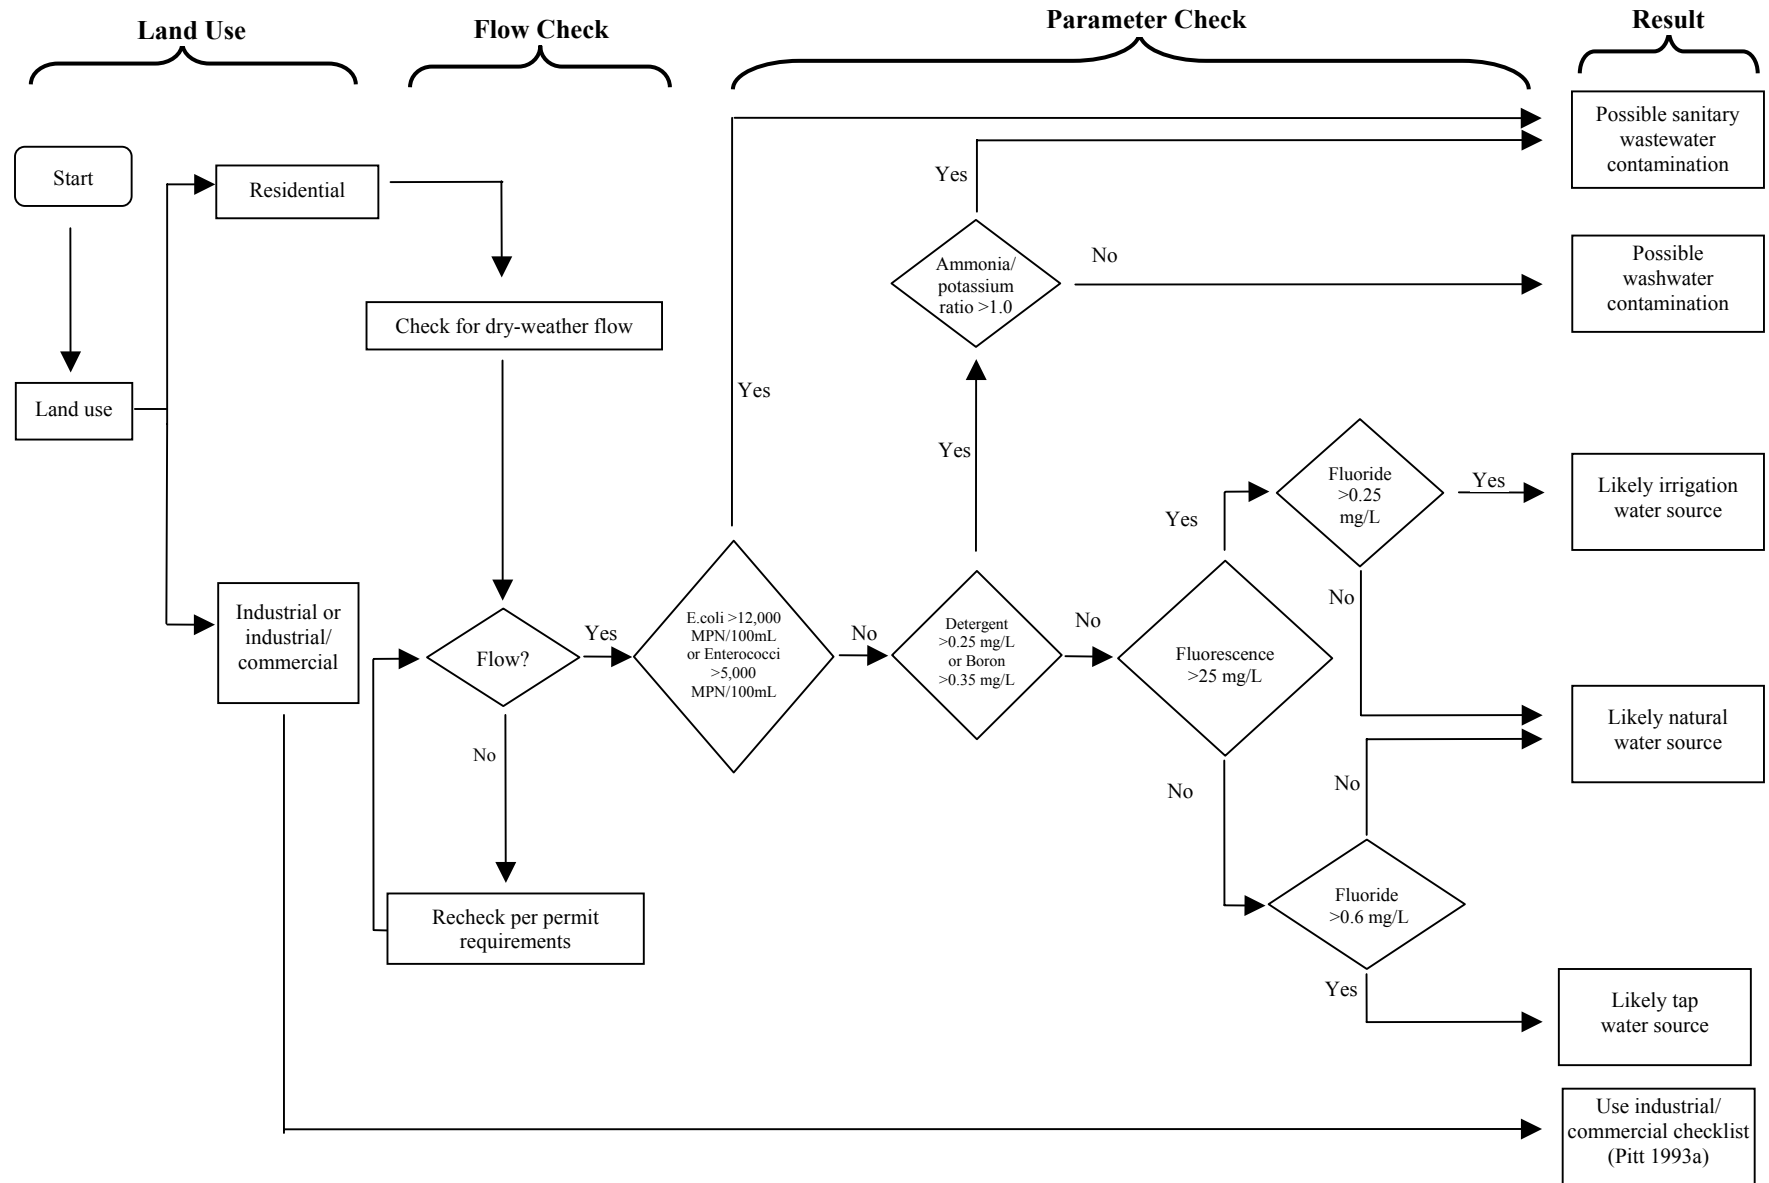 Land Use
Flow Check
Parameter Check
Result
Start
Residential
Check for dry-weather flow
Land use
Industrial or
industrial/
commercial
Flow?
Yes
No
Recheck per permit
requirements
E.coli >12,000
MPN/100mL
or Enterococci
>5,000
MPN/100mL
Yes
No
Detergent
>0.25 mg/L
or Boron
>0.35 mg/L
Yes
No
Ammonia/
potassium
ratio >1.0
Yes
No
Fluorescence
>25 mg/L
Yes
No
Fluoride
>0.25
mg/L
Yes
No
Fluoride
>0.6 mg/L
No
Yes
Possible sanitary
wastewater
contamination
Possible
washwater
contamination
Likely irrigation
water source
Likely natural
water source
Likely tap
water source
Use industrial/
commercial checklist
(Pitt 1993a)